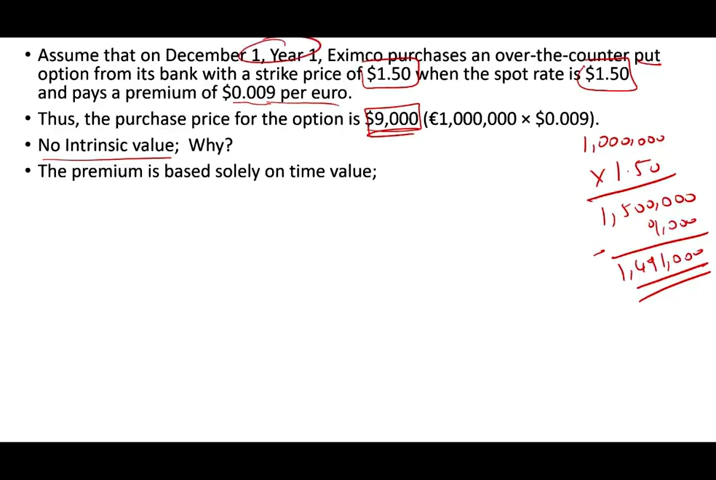 • Assume that on December 1, Year 1, Eximco purchases an over-the-counter put
option from its bank with a strike price of $1.50 when the spot rate is $1.50
and pays a premium of $0.009 per euro.
• Thus, the purchase price for the option is $9,000 (€1,000,000 × $0.009).
• No Intrinsic value;  Why?
• The premium is based solely on time value;
1,000,000
x 1.50
1,500,000
9,000
-
1,491,000